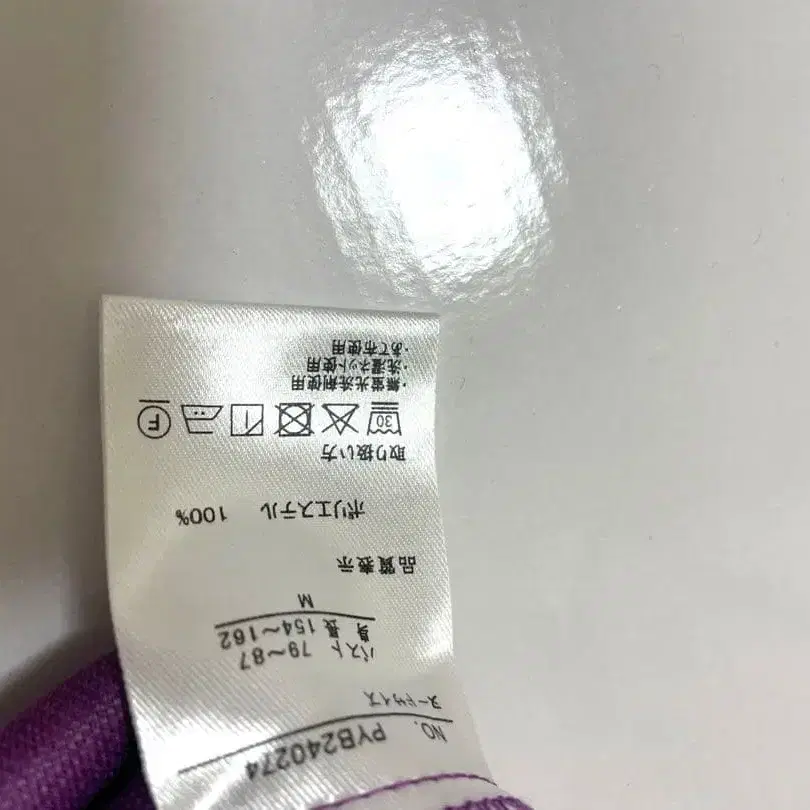 NO. PYB240274
ヌードサイズ
バスト 79～87
身 長 154～162
M
品質表示
ポリエステル 100%
取り扱い方
30 F
・無蛍光洗剤使用
・洗濯ネット使用
・あて布使用